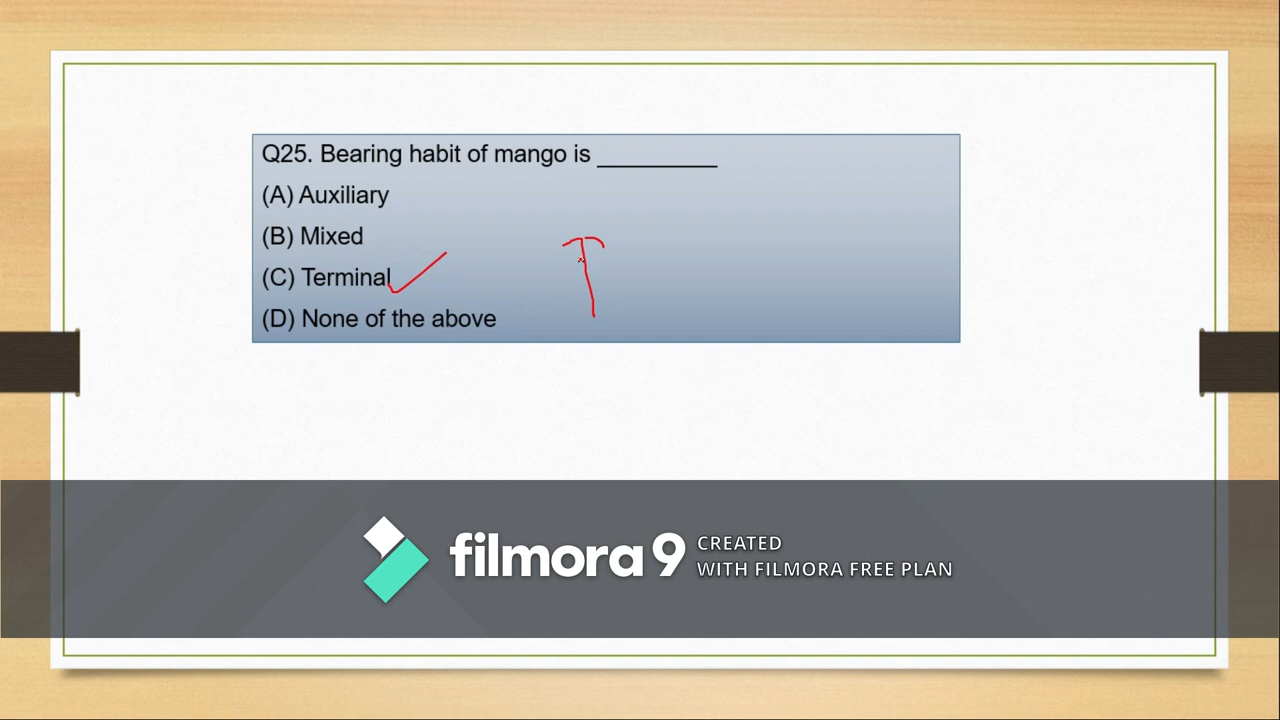 Q25. Bearing habit of mango is __________
(A) Auxiliary
(B) Mixed
(C) Terminal
(D) None of the above
filmora 9 CREATED
WITH FILMORA FREE PLAN